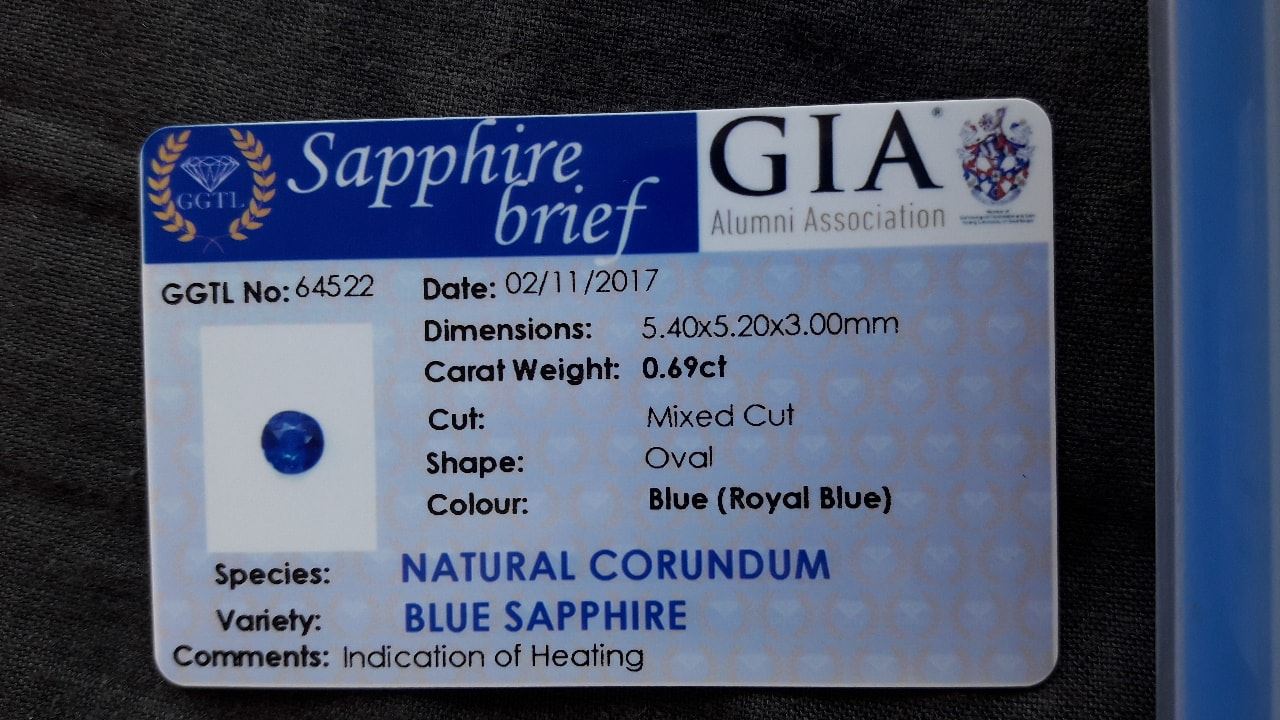 GGTL
Sapphire
brief
GIA®
Alumni Association
GGTL No: 64522
Date: 02/11/2017
Dimensions: 5.40x5.20x3.00mm
Carat Weight: 0.69ct
Cut: Mixed Cut
Shape: Oval
Colour: Blue (Royal Blue)
Species: NATURAL CORUNDUM
Variety: BLUE SAPPHIRE
Comments: Indication of Heating